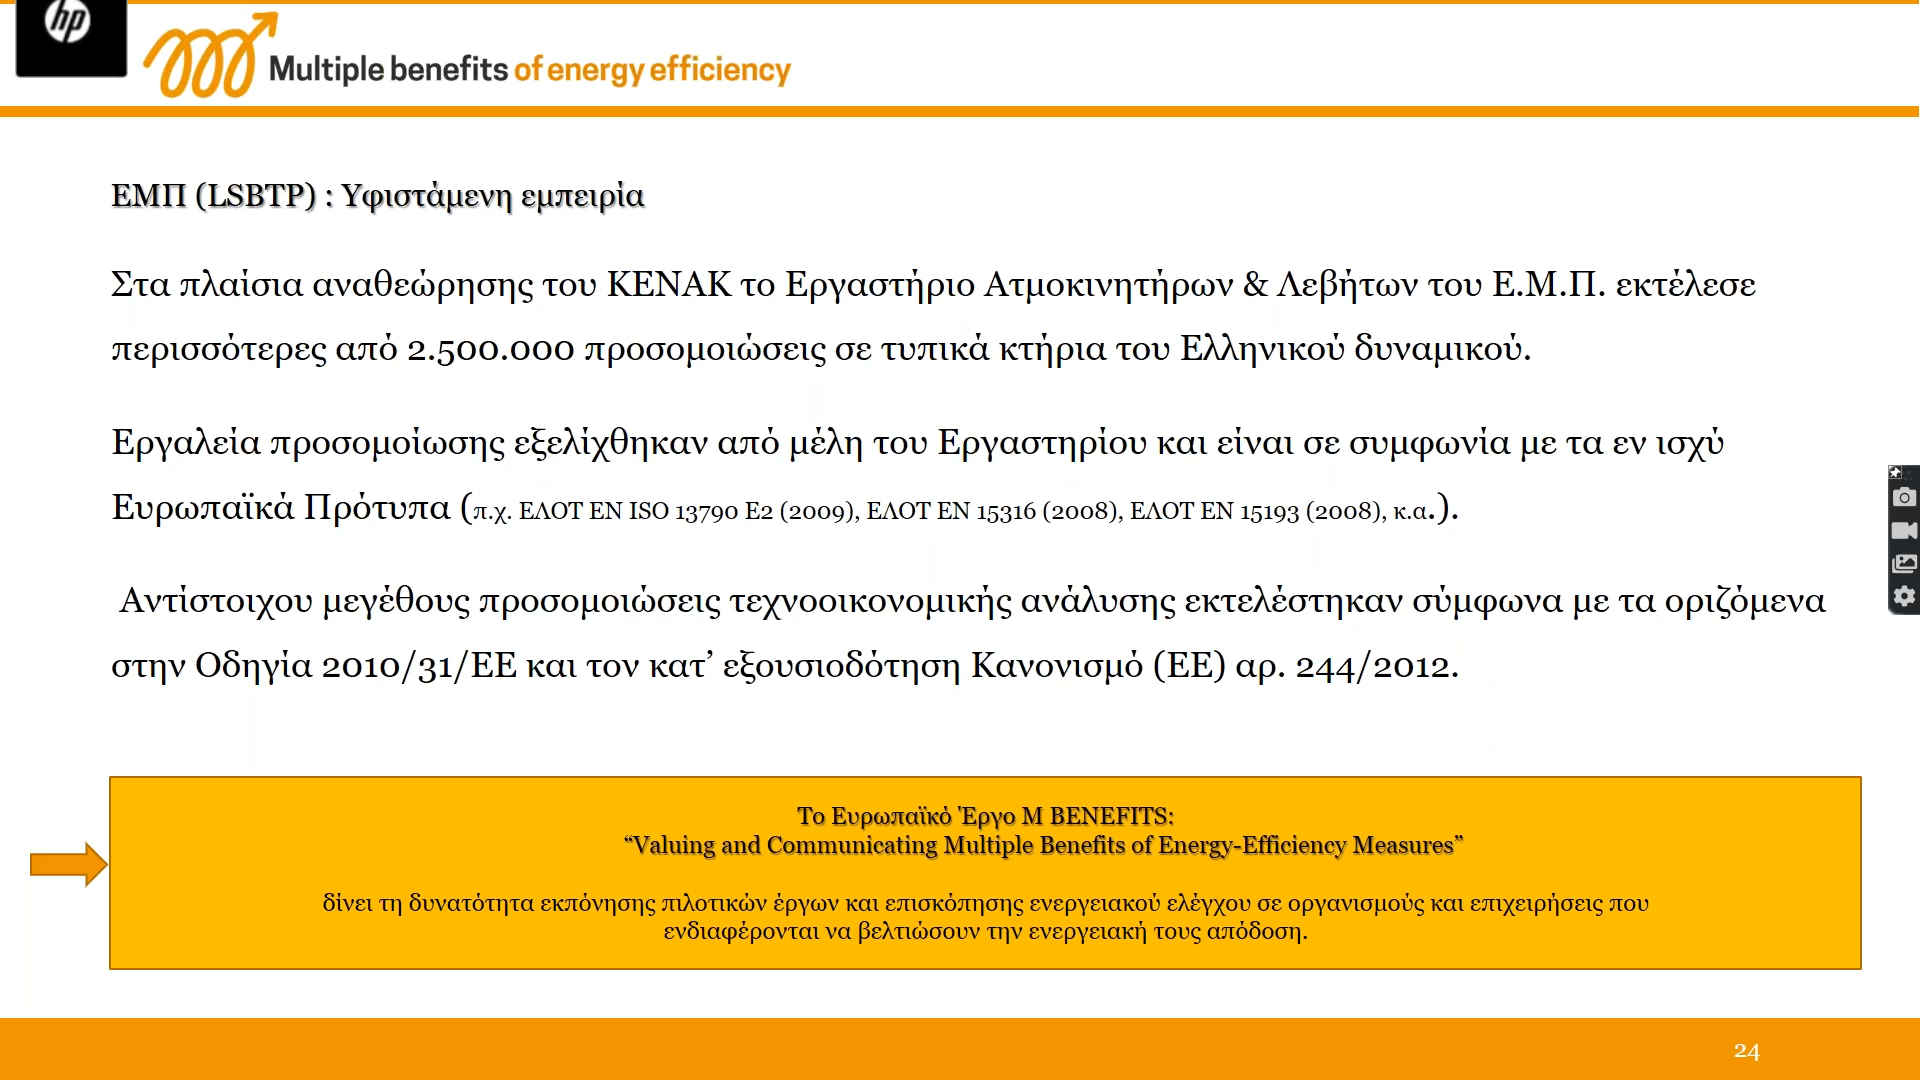 hp
Multiple benefits of energy efficiency
ΕΜΠ (LSBTP) : Υφιστάμενη εμπειρία
Στα πλαίσια αναθεώρησης του ΚΕΝΑΚ το Εργαστήριο Ατμοκινητήρων & Λεβήτων του Ε.Μ.Π. εκτέλεσε
περισσότερες από 2.500.000 προσομοιώσεις σε τυπικά κτήρια του Ελληνικού δυναμικού.
Εργαλεία προσομοίωσης εξελίχθηκαν από μέλη του Εργαστηρίου και είναι σε συμφωνία με τα εν ισχύ
Ευρωπαϊκά Πρότυπα (π.χ. ΕΛΟΤ ΕΝ ISO 13790 E2 (2009), ΕΛΟΤ ΕΝ 15316 (2008), ΕΛΟΤ ΕΝ 15193 (2008), κ.α.).
Αντίστοιχου μεγέθους προσομοιώσεις τεχνοοικονομικής ανάλυσης εκτελέστηκαν σύμφωνα με τα οριζόμενα
στην Οδηγία 2010/31/ΕΕ και τον κατ’ εξουσιοδότηση Κανονισμό (ΕΕ) αρ. 244/2012.
Το Ευρωπαϊκό Έργο M BENEFITS:
“Valuing and Communicating Multiple Benefits of Energy-Efficiency Measures”
δίνει τη δυνατότητα εκπόνησης πιλοτικών έργων και επισκόπησης ενεργειακού ελέγχου σε οργανισμούς και επιχειρήσεις που
ενδιαφέρονται να βελτιώσουν την ενεργειακή τους απόδοση.
24